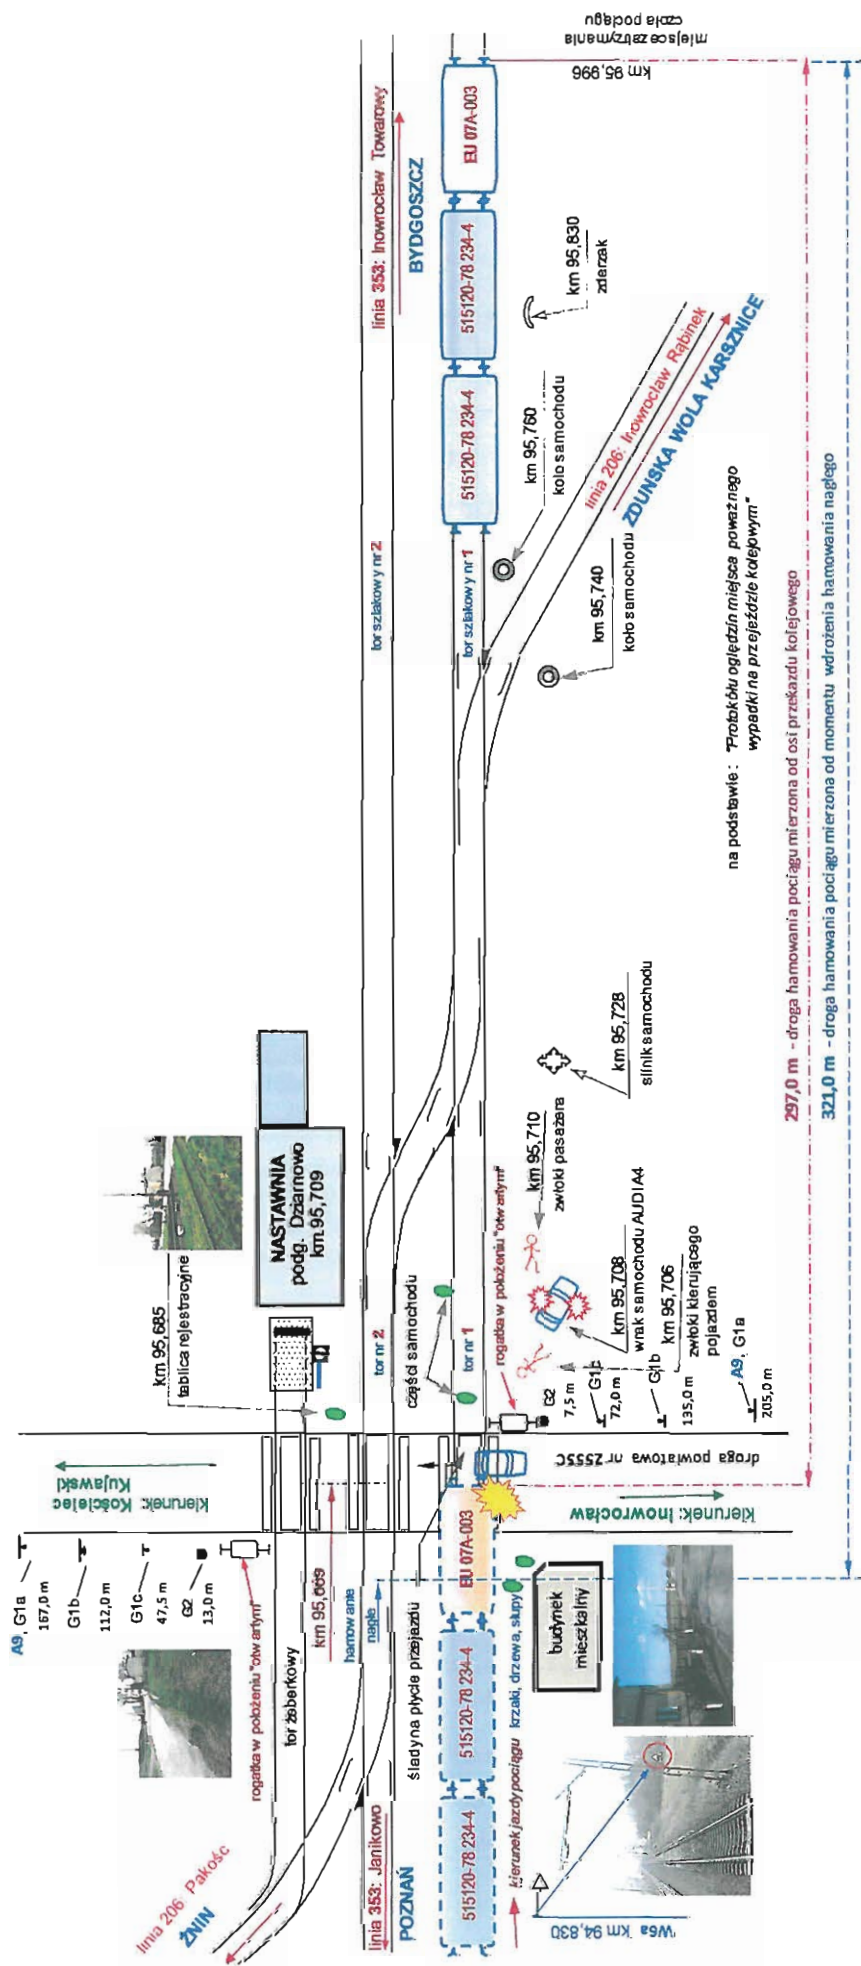 A9, G1a
167,0 m
G1b
112,0 m
G1c
47,5 m
G2
13,0 m
rogatka w położeniu "otwartym"
Kierunek: Kościelec
Kujawski
km 95,685
tablica rejestracyjne
NASTAWNIA
podg. Dziarnowo
km.95,709
linia 353: Inowrocław Towarowy
BYDGOSZCZ
linia 206: Pakość
ŻNIN
tor żeberkowy
km 95,669
hamowanie
nagłe
linia 353: Janikowo
POZNAŃ
ślady na płycie przejazdu
tor nr 2
części samochodu
tor nr 1
tor szlakowy nr 2
tor szlakowy nr 1
515120-78 234-4
515120-78 234-4
EU 07A-003
515120-78 234-4
515120-78 234-4
EU 07A-003
km 95,996
miejsce zatrzymania
czoła pociągu
kierunek jazdy pociągu
krzaki, drzewa, słupy
budynek
mieszkalny
W6a km 94,830
Kierunek: Inowrocław
droga powiatowa nr 2555C
rogatka w położeniu "otwartym"
G2
7,5 m
G1c
72,0 m
G1b
135,0 m
A9, G1a
205,0 m
km 95,706
zwłoki kierującego
pojazdem
km 95,708
wrak samochodu AUDI A4
km 95,710
zwłoki pasażera
km 95,728
silnik samochodu
km 95,740
koło samochodu
km 95,760
koło samochodu
km 95,830
zderzak
linia 206: Inowrocław Rąbinek
ZDUNSKA WOLA KARSZNICE
na podstawie: "Protokółu oględzin miejsca poważnego
wypadki na przejeździe kolejowym"
297,0 m - droga hamowania pociągu mierzona od osi przekazdu kolejowego
321,0 m - droga hamowania pociągu mierzona od momentu wdrożenia hamowania nagłego